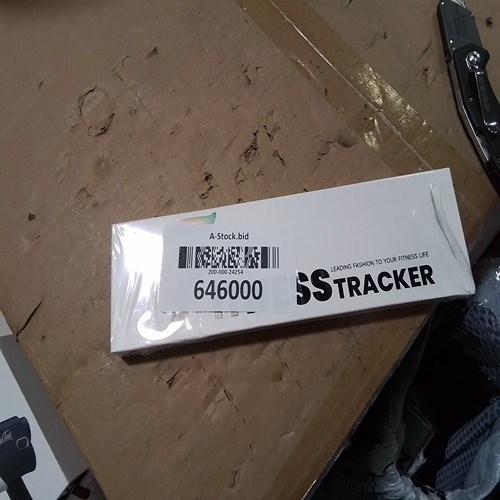 A-Stock.bid
200-000-24254
646000
LEADING FASHION TO YOUR FITNESS LIFE
SS TRACKER